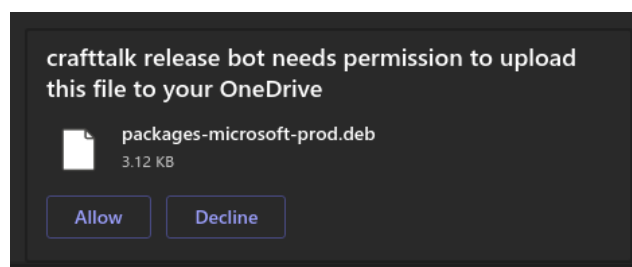 crafttalk release bot needs permission to upload
this file to your OneDrive
packages-microsoft-prod.deb
3.12 KB
Allow
Decline